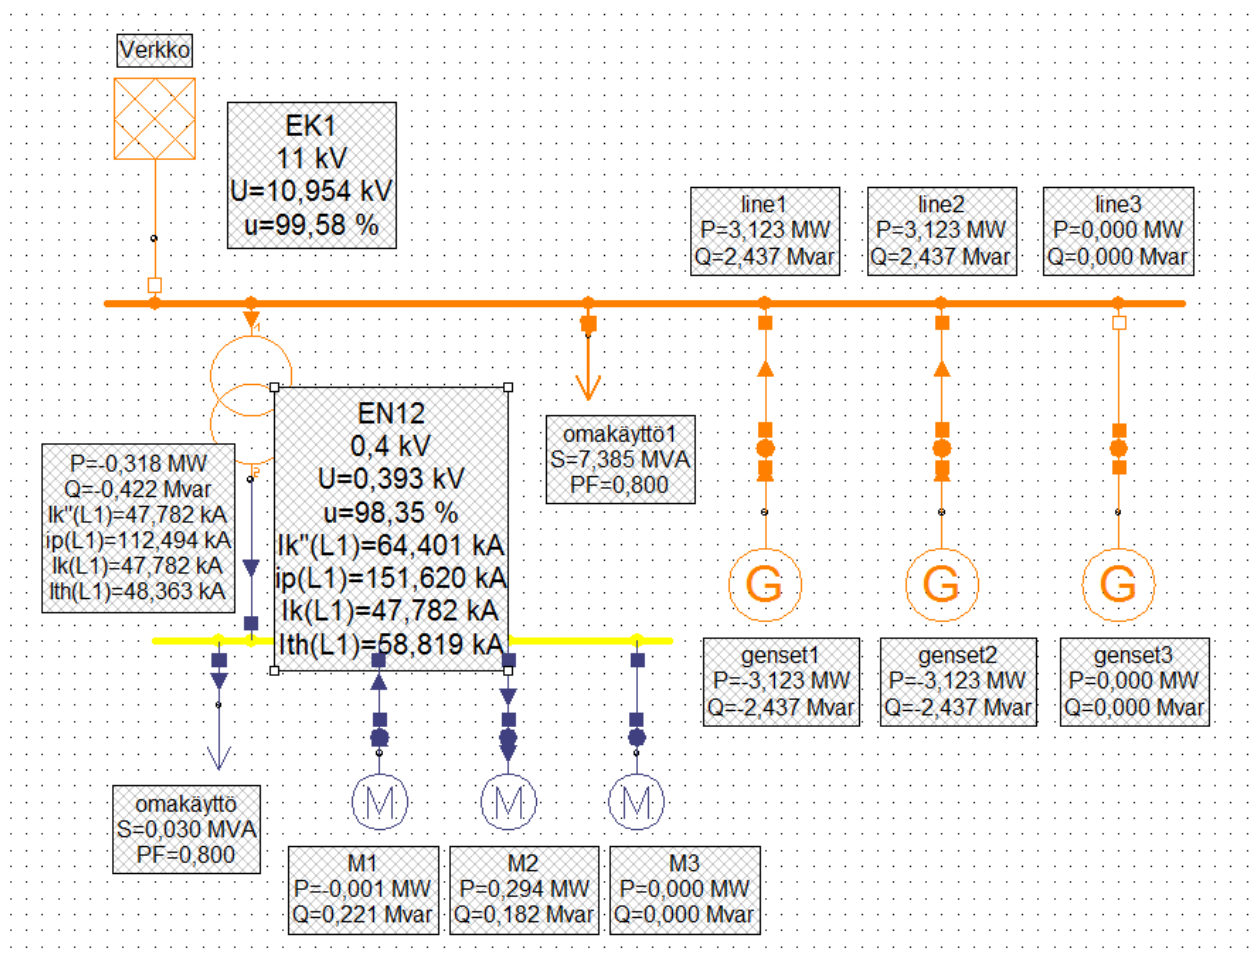 Verkko
EK1
11 kV
U=10,954 kV
u=99,58 %
line1
P=3,123 MW
Q=2,437 Mvar
line2
P=3,123 MW
Q=2,437 Mvar
line3
P=0,000 MW
Q=0,000 Mvar
1
2
P=-0,318 MW
Q=-0,422 Mvar
Ik"(L1)=47,782 kA
ip(L1)=112,494 kA
Ik(L1)=47,782 kA
Ith(L1)=48,363 kA
EN12
0,4 kV
U=0,393 kV
u=98,35 %
Ik"(L1)=64,401 kA
ip(L1)=151,620 kA
Ik(L1)=47,782 kA
Ith(L1)=58,819 kA
omakäyttö1
S=7,385 MVA
PF=0,800
G
G
G
genset1
P=-3,123 MW
Q=-2,437 Mvar
genset2
P=-3,123 MW
Q=-2,437 Mvar
genset3
P=0,000 MW
Q=0,000 Mvar
omakäyttö
S=0,030 MVA
PF=0,800
M
M
M
M1
P=-0,001 MW
Q=0,221 Mvar
M2
P=0,294 MW
Q=0,182 Mvar
M3
P=0,000 MW
Q=0,000 Mvar